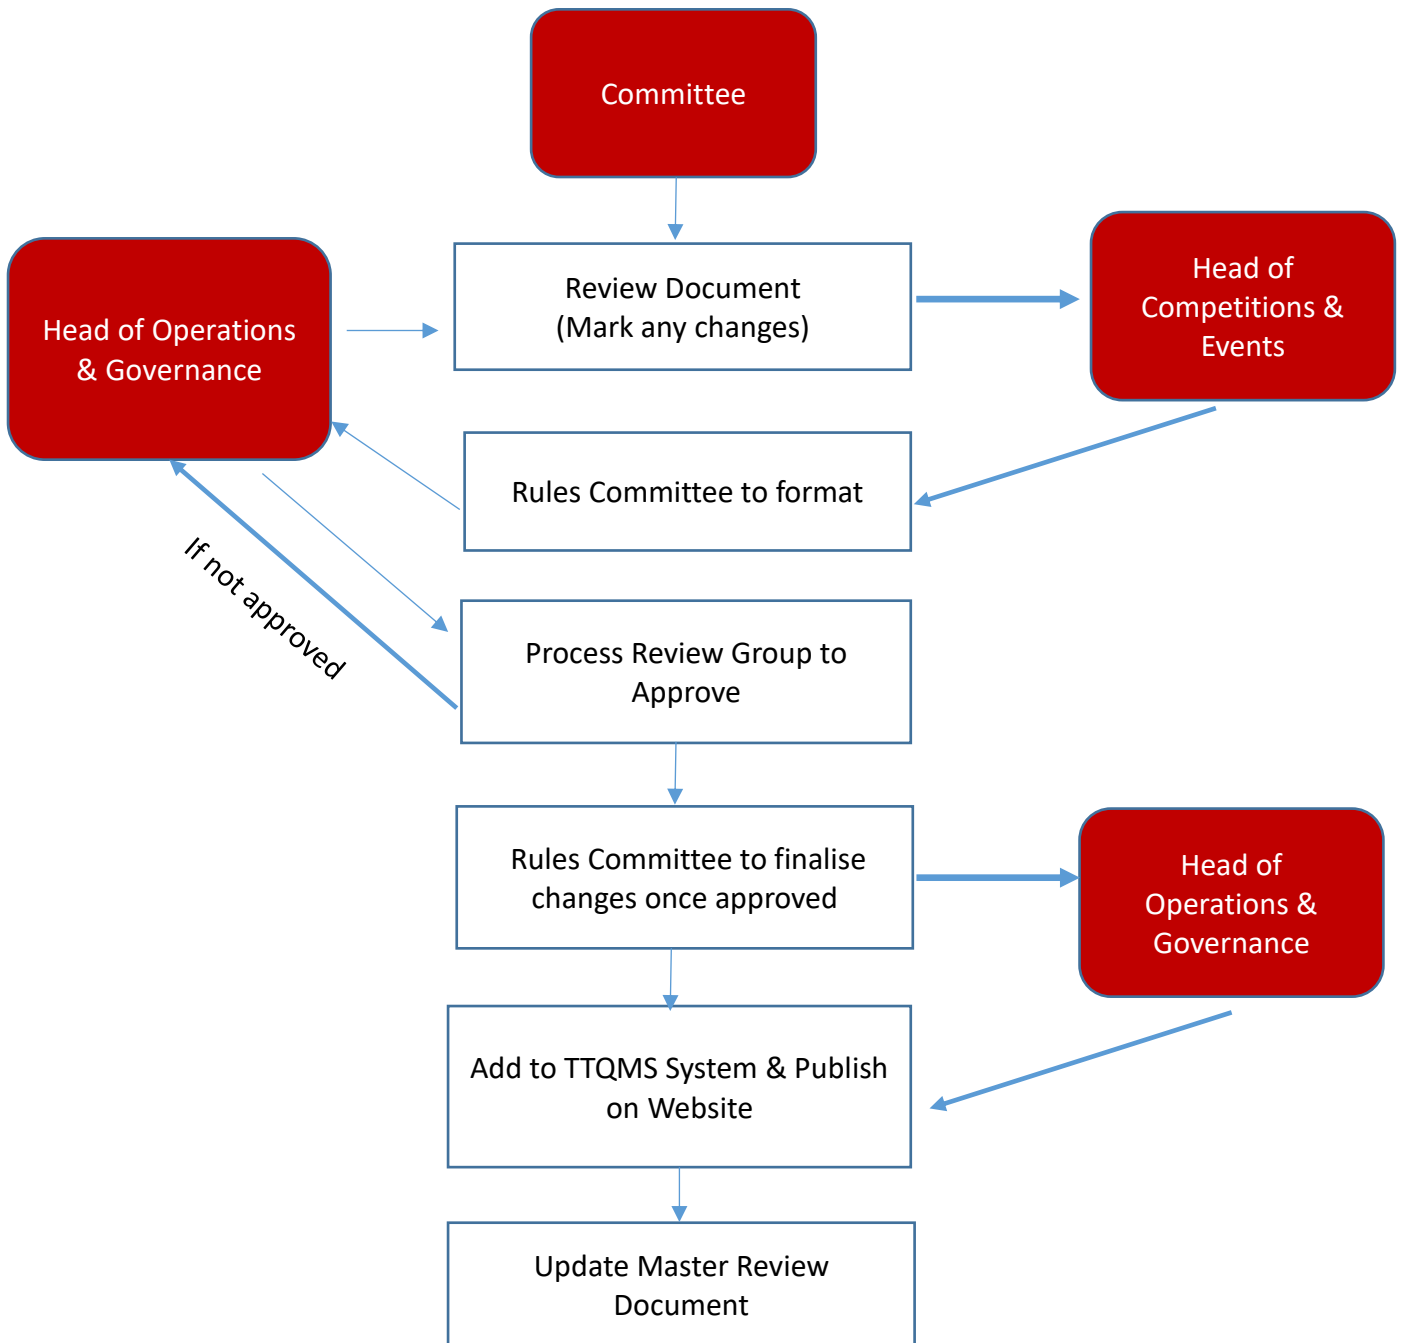 Committee
Head of Operations
& Governance
Review Document
(Mark any changes)
Head of
Competitions &
Events
Rules Committee to format
If not approved
Process Review Group to
Approve
Rules Committee to finalise
changes once approved
Head of
Operations &
Governance
Add to TTQMS System & Publish
on Website
Update Master Review
Document